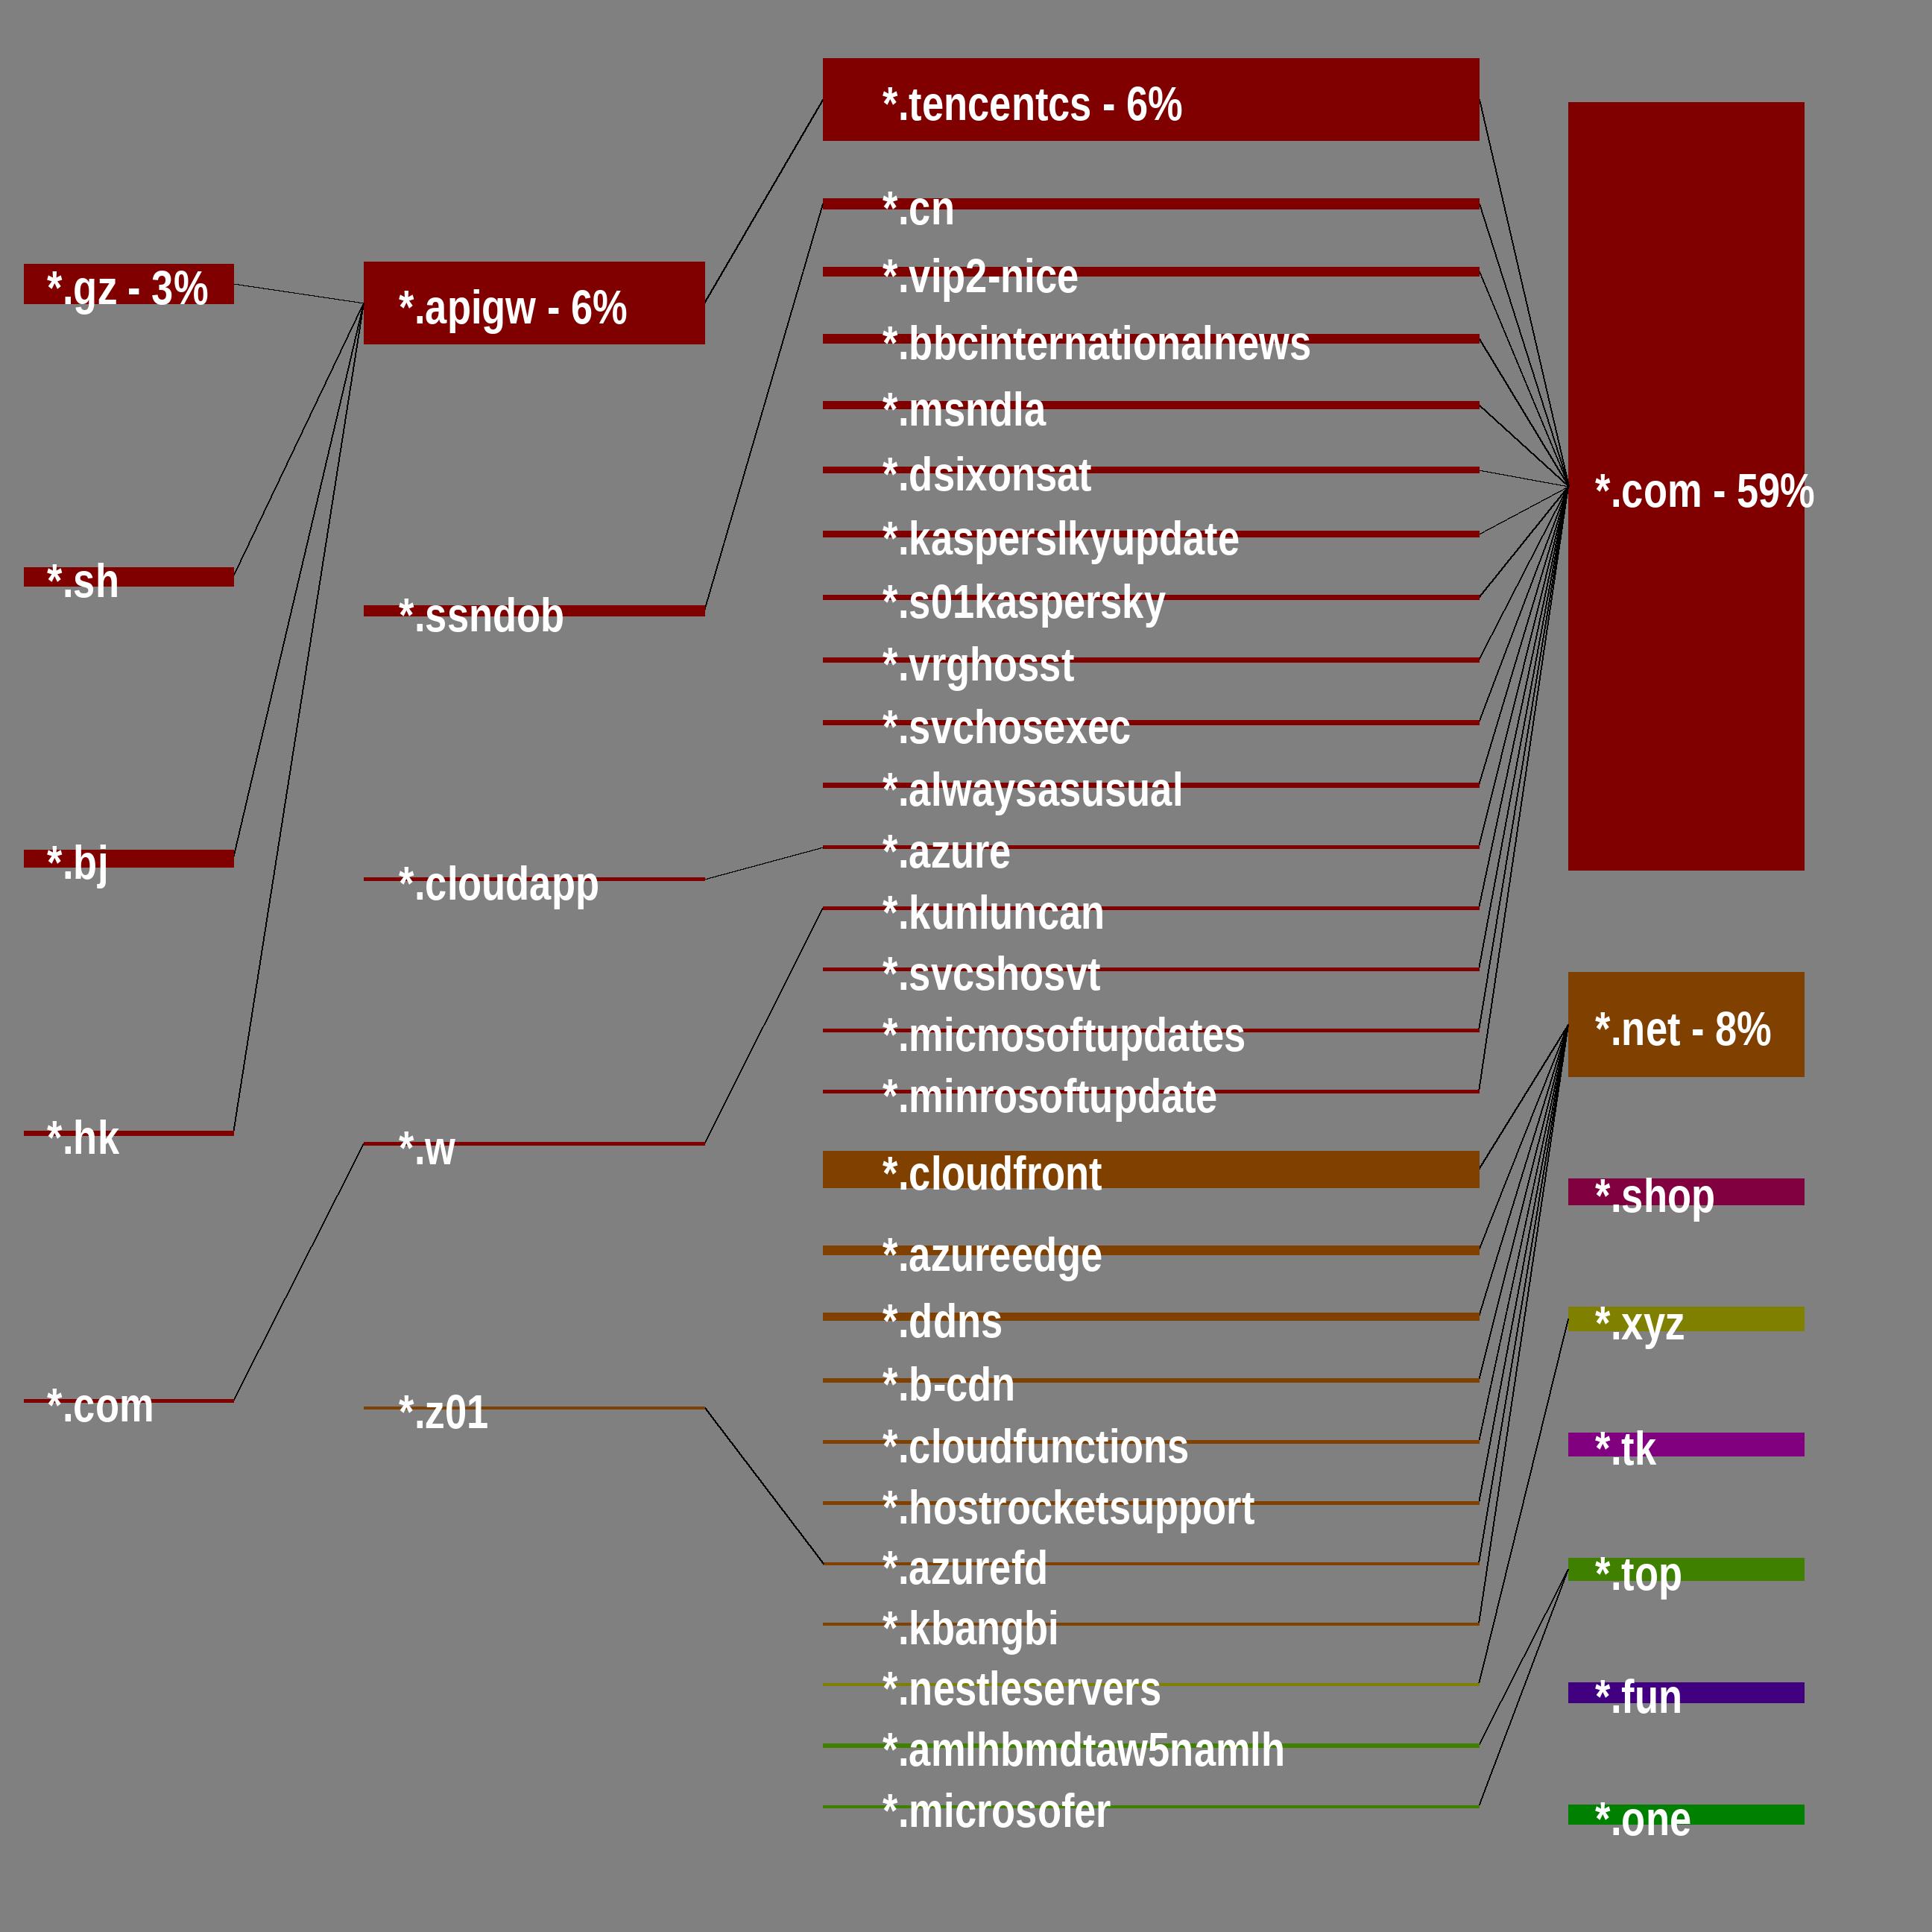 *.gz - 3%
*.sh
*.bj
*.hk
*.com
*.apigw - 6%
*.ssndob
*.cloudapp
*.w
*.z01
*.tencentcs - 6%
*.cn
*.vip2-nice
*.bbcinternationalnews
*.msndla
*.dsixonsat
*.kasperslkyupdate
*.s01kaspersky
*.vrghosst
*.svchosexec
*.alwaysasusual
*.azure
*.kunluncan
*.svcshosvt
*.micnosoftupdates
*.minrosoftupdate
*.cloudfront
*.azureedge
*.ddns
*.b-cdn
*.cloudfunctions
*.hostrocketsupport
*.azurefd
*.kbangbi
*.nestleservers
*.amlhbmdtaw5namlh
*.microsofer
*.com - 59%
*.net - 8%
*.shop
*.xyz
*.tk
*.top
*.fun
*.one